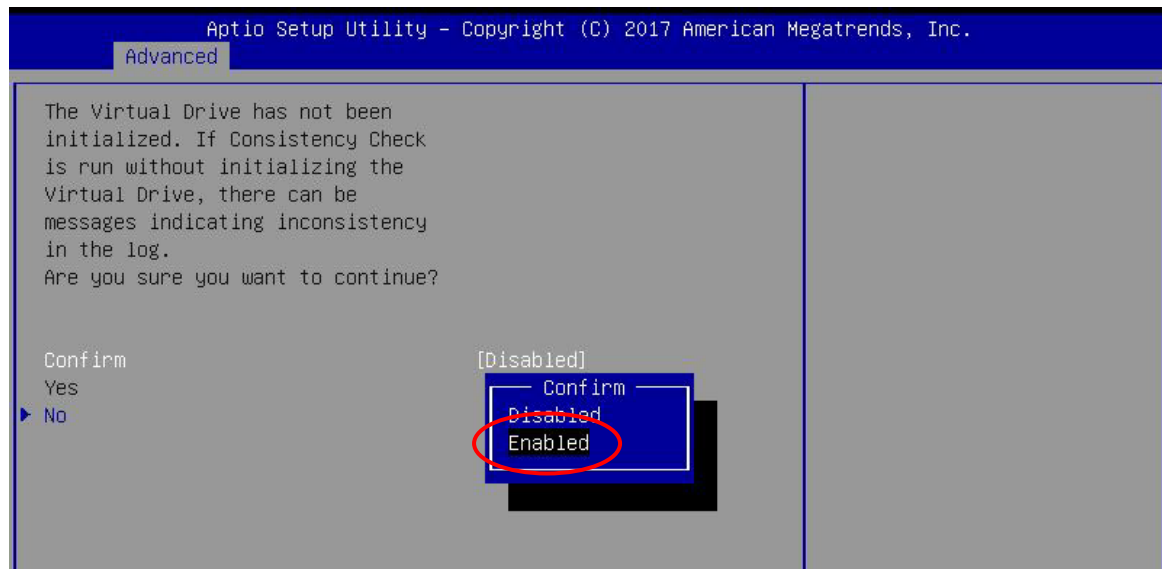 Aptio Setup Utility – Copyright (C) 2017 American Megatrends, Inc.
Advanced
The Virtual Drive has not been
initialized. If Consistency Check
is run without initializing the
Virtual Drive, there can be
messages indicating inconsistency
in the log.
Are you sure you want to continue?
Confirm [Disabled]
Yes
No
Confirm
Disabled
Enabled